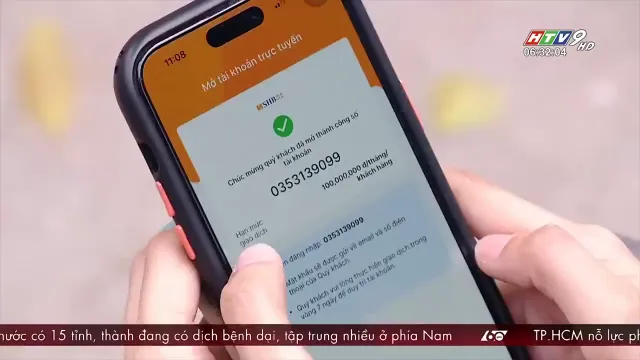 HTV9 HD
06:32:04
11:08
Mở tài khoản trực tuyến
SHB
Chúc mừng quý khách đã mở thành công số
tài khoản
0353139099
Hạn mức
giao dịch
100,000,000 đ/tháng/
khách hàng
đăng nhập: 0353139099
Mật khẩu sẽ được gửi về email và số điện
thoại của Quý khách.
• Quý khách vui lòng thực hiện giao dịch trong
vòng 7 ngày để duy trì tài khoản.
nước có 15 tỉnh, thành đang có dịch bệnh dại, tập trung nhiều ở phía Nam
60
TP.HCM nỗ lực